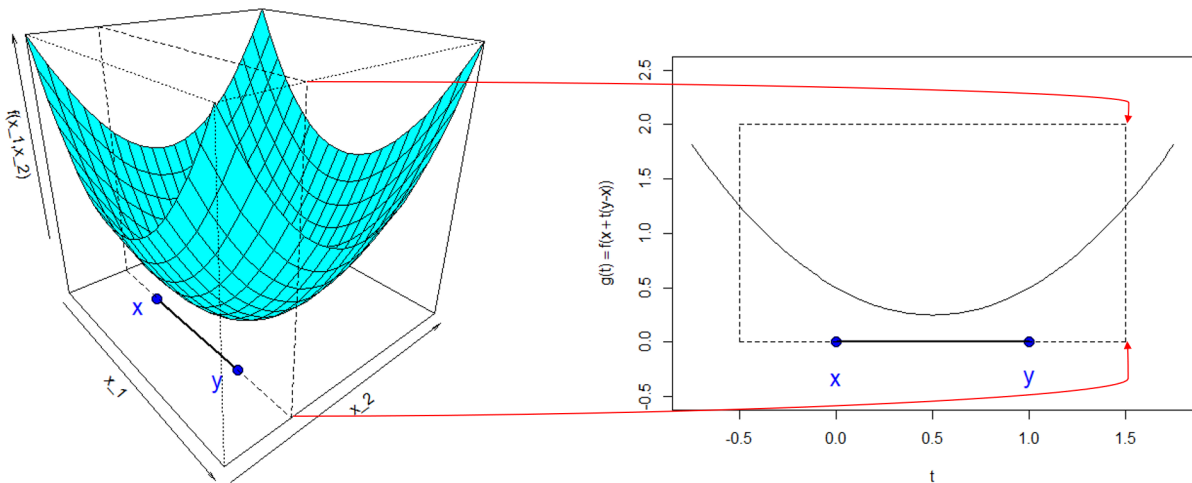 f(x_1,x_2)
x
y
x_1
x_2
g(t) = f(x+ t(y-x))
2.5
2.0
1.5
1.0
0.5
0.0
-0.5
x
y
-0.5 0.0 0.5 1.0 1.5
t